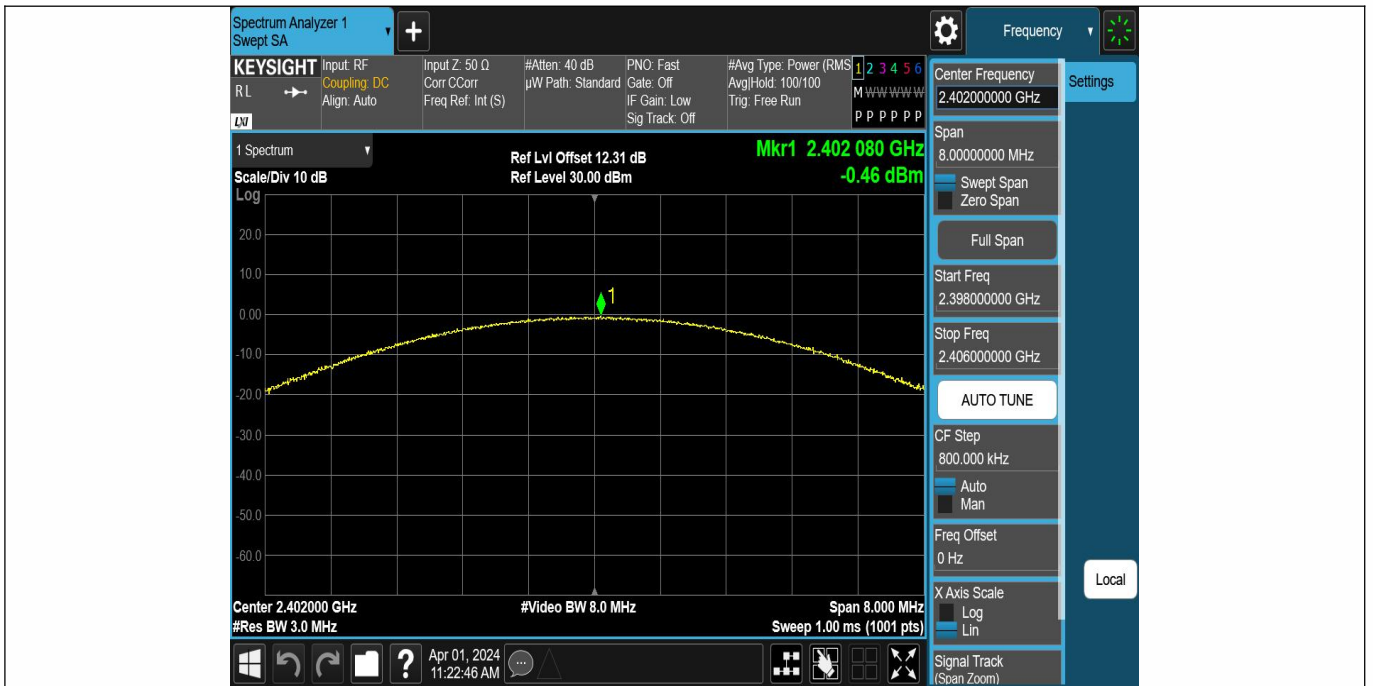 Spectrum Analyzer 1
Swept SA
+
Frequency
KEYSIGHT
RL
LXI
Input: RF
Coupling: DC
Align: Auto
Input Z: 50 Ω
Corr CCorr
Freq Ref: Int (S)
#Atten: 40 dB
µW Path: Standard
PNO: Fast
Gate: Off
IF Gain: Low
Sig Track: Off
#Avg Type: Power (RMS
Avg|Hold: 100/100
Trig: Free Run
1 2 3 4 5 6
M W W W W W
P P P P P P
1 Spectrum
Scale/Div 10 dB
Log
Ref Lvl Offset 12.31 dB
Ref Level 30.00 dBm
Mkr1 2.402 080 GHz
-0.46 dBm
20.0
10.0
0.00
-10.0
-20.0
-30.0
-40.0
-50.0
-60.0
1
Center 2.402000 GHz
#Res BW 3.0 MHz
#Video BW 8.0 MHz
Span 8.000 MHz
Sweep 1.00 ms (1001 pts)
?
Apr 01, 2024
11:22:46 AM
Center Frequency
2.402000000 GHz
Settings
Span
8.00000000 MHz
Swept Span
Zero Span
Full Span
Start Freq
2.398000000 GHz
Stop Freq
2.406000000 GHz
AUTO TUNE
CF Step
800.000 kHz
Auto
Man
Freq Offset
0 Hz
Local
X Axis Scale
Log
Lin
Signal Track
(Span Zoom)